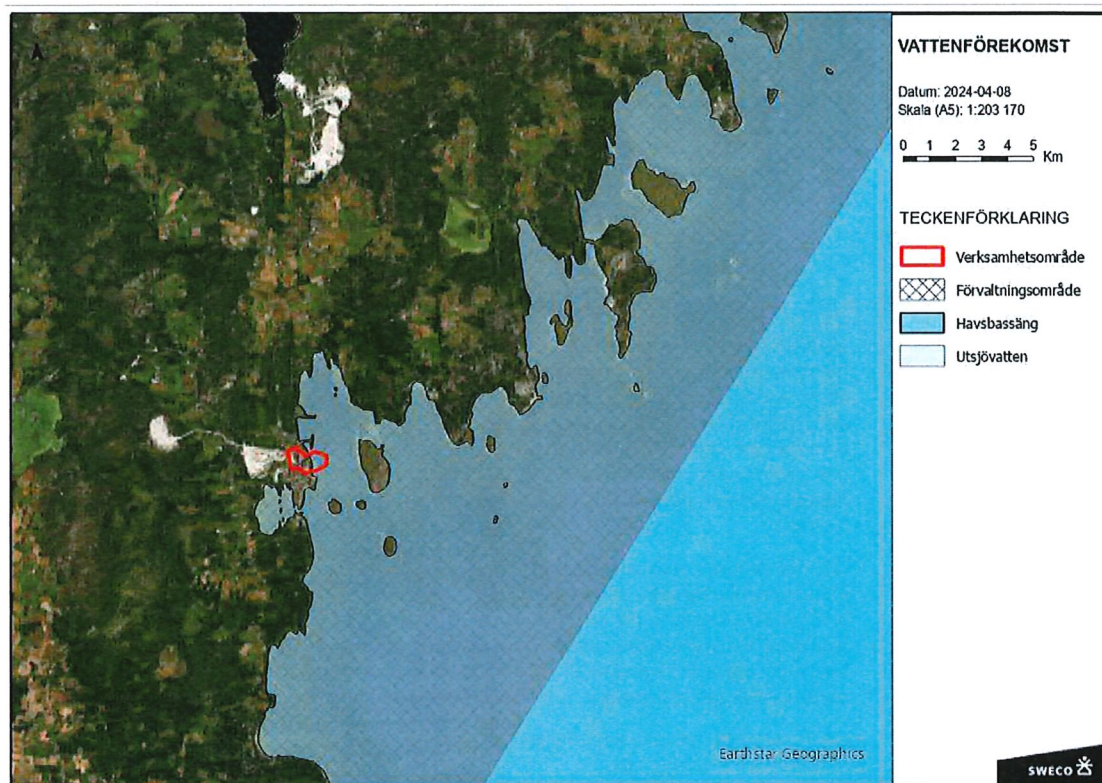 VATTENFÖREKOMST
Datum: 2024-04-08
Skala (A5): 1:203 170
0 1 2 3 4 5 Km
TECKENFÖRKLARING
Verksamhetsområde
Förvaltningsområde
Havsbassäng
Utsjövatten
Earthstar Geographics
SWECO